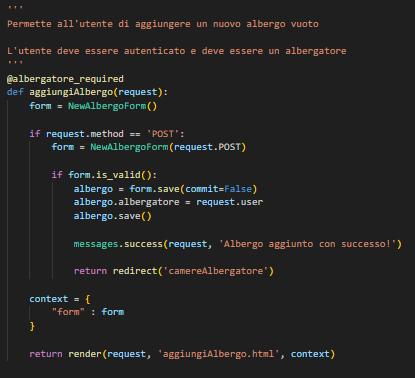 '''
Permette all'utente di aggiungere un nuovo albergo vuoto
L'utente deve essere autenticato e deve essere un albergatore
'''
@albergatore_required
def aggiungiAlbergo(request):
    form = NewAlbergoForm()
    if request.method == 'POST':
        form = NewAlbergoForm(request.POST)
        if form.is_valid():
            albergo = form.save(commit=False)
            albergo.albergatore = request.user
            albergo.save()
            messages.success(request, 'Albergo aggiunto con successo!')
            return redirect('camereAlbergatore')
    context = {
        "form" : form
    }
    return render(request, 'aggiungiAlbergo.html', context)